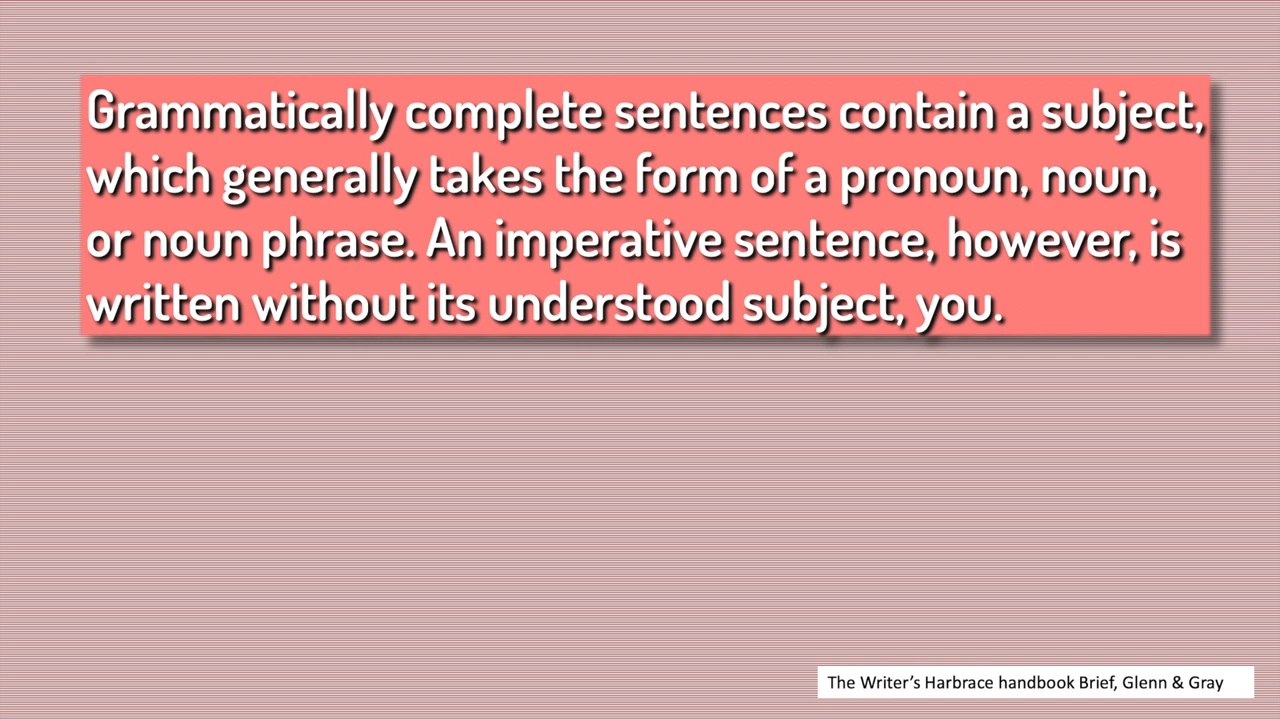 Grammatically complete sentences contain a subject,
which generally takes the form of a pronoun, noun,
or noun phrase. An imperative sentence, however, is
written without its understood subject, you.
The Writer’s Harbrace handbook Brief, Glenn & Gray